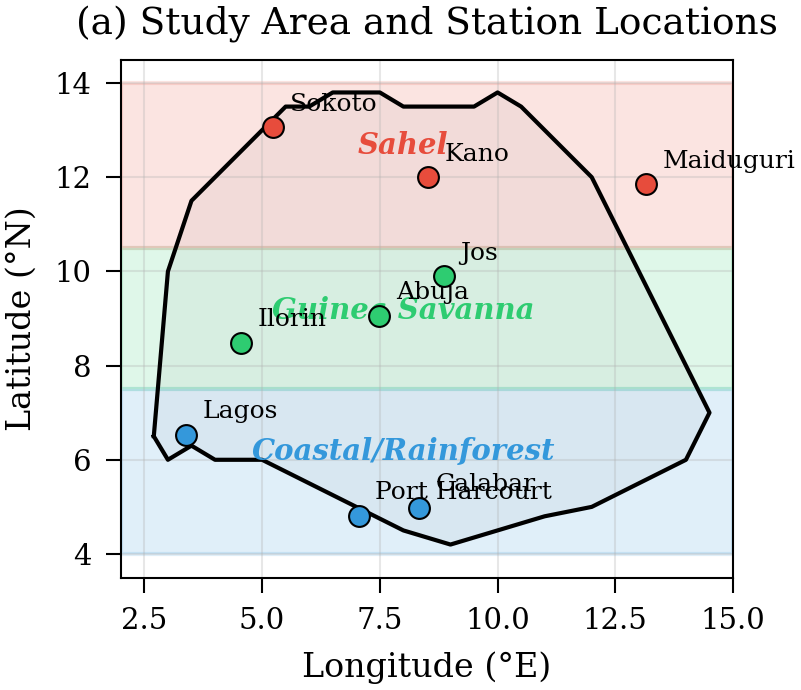 (a) Study Area and Station Locations
14
12
10
8
6
4
Latitude (°N)
Sokoto
Sahel
Kano
Maiduguri
Jos
Abuja
Guinea Savanna
Ilorin
Lagos
Coastal/Rainforest
Calabar
Port Harcourt
2.5 5.0 7.5 10.0 12.5 15.0
Longitude (°E)